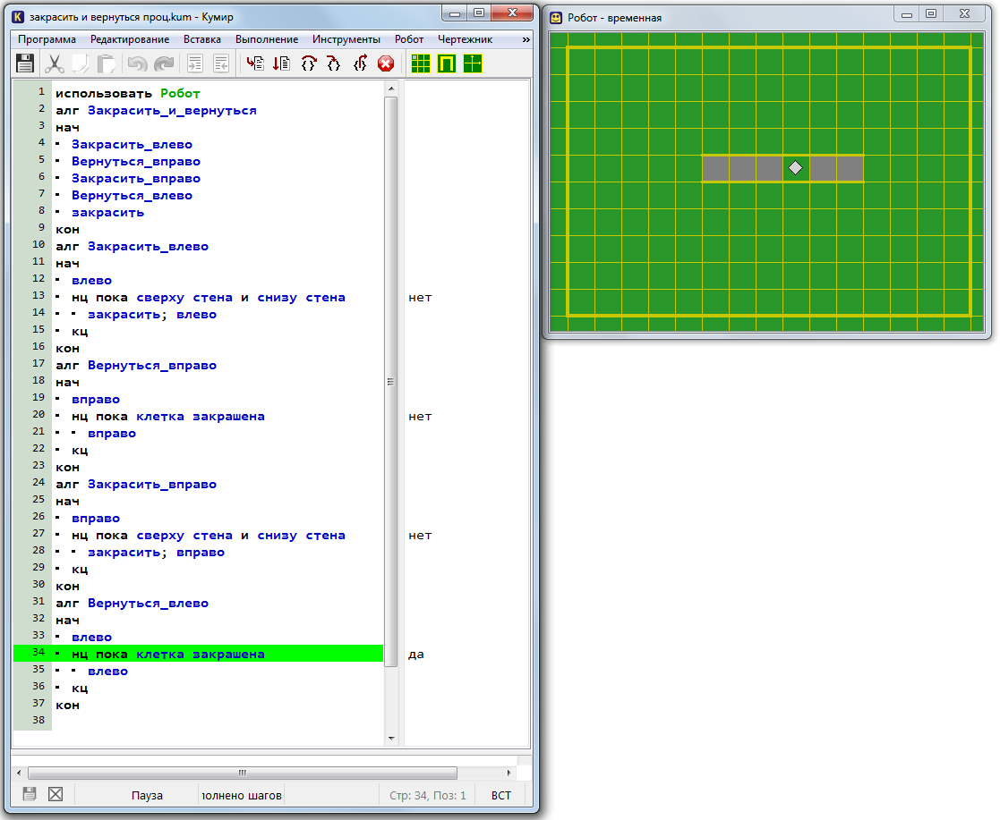 закрасить и вернуться проц.kum - Кумир
Программа Редактирование Вставка Выполнение Инструменты Робот Чертежник »
1 использовать Робот
2 алг Закрасить_и_вернуться
3 нач
4 Закрасить_влево
5 Вернуться_вправо
6 Закрасить_вправо
7 Вернуться_влево
8 закрасить
9 кон
10 алг Закрасить_влево
11 нач
12 влево
13 нц пока сверху стена и снизу стена нет
14 закрасить; влево
15 кц
16 кон
17 алг Вернуться_вправо
18 нач
19 вправо
20 нц пока клетка закрашена нет
21 вправо
22 кц
23 кон
24 алг Закрасить_вправо
25 нач
26 вправо
27 нц пока сверху стена и снизу стена нет
28 закрасить; вправо
29 кц
30 кон
31 алг Вернуться_влево
32 нач
33 влево
34 нц пока клетка закрашена да
35 влево
36 кц
37 кон
38
Пауза олнено шагов Стр: 34, Поз: 1 ВСТ
Робот - временная